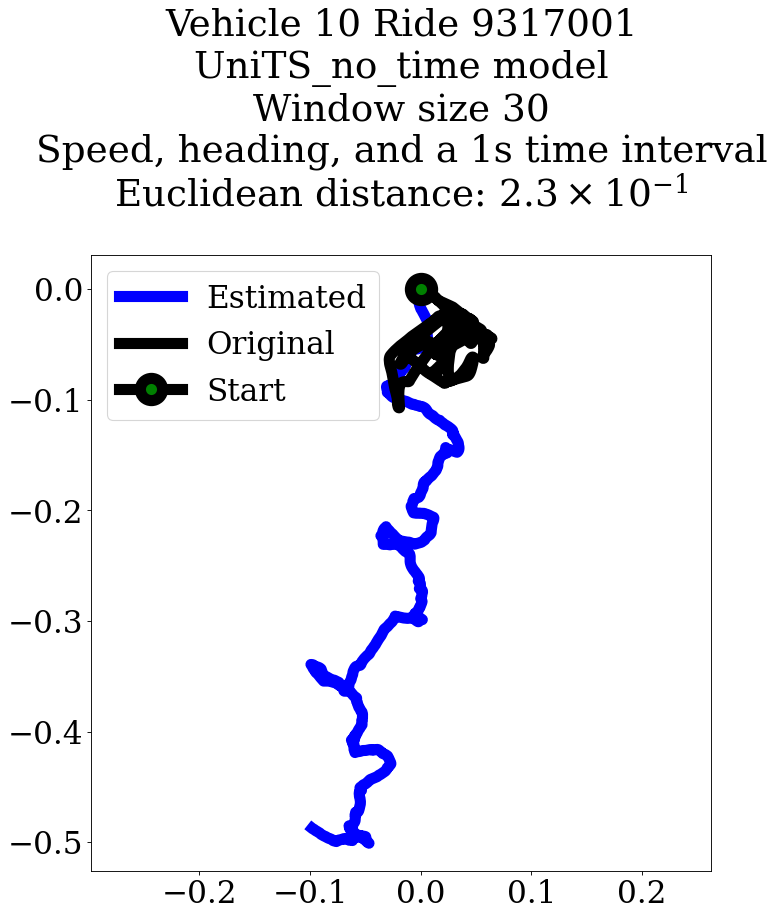 Vehicle 10 Ride 9317001
UniTS_no_time model
Window size 30
Speed, heading, and a 1s time interval
Euclidean distance: 2.3 × 10⁻¹
Estimated
Original
Start
0.0
−0.1
−0.2
−0.3
−0.4
−0.5
−0.2 −0.1 0.0 0.1 0.2